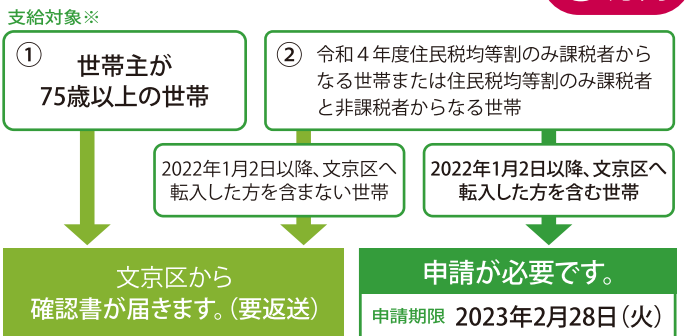 支給対象※
①
世帯主が
75歳以上の世帯
②
令和4年度住民税均等割のみ課税者から
なる世帯または住民税均等割のみ課税者
と非課税者からなる世帯
2022年1月2日以降、文京区へ
転入した方を含まない世帯
2022年1月2日以降、文京区へ
転入した方を含む世帯
文京区から
確認書が届きます。（要返送）
申請が必要です。
申請期限 2023年2月28日（火）